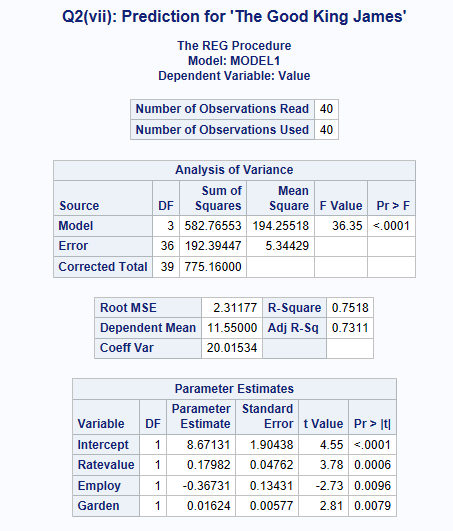 Q2(vii): Prediction for 'The Good King James'
The REG Procedure
Model: MODEL1
Dependent Variable: Value
Number of Observations Read 40
Number of Observations Used 40
Analysis of Variance
Source DF Sum of Squares Mean Square F Value Pr > F
Model 3 582.76553 194.25518 36.35 <.0001
Error 36 192.39447 5.34429
Corrected Total 39 775.16000
Root MSE 2.31177 R-Square 0.7518
Dependent Mean 11.55000 Adj R-Sq 0.7311
Coeff Var 20.01534
Parameter Estimates
Variable DF Parameter Estimate Standard Error t Value Pr > |t|
Intercept 1 8.67131 1.90438 4.55 <.0001
Ratevalue 1 0.17982 0.04762 3.78 0.0006
Employ 1 -0.36731 0.13431 -2.73 0.0096
Garden 1 0.01624 0.00577 2.81 0.0079